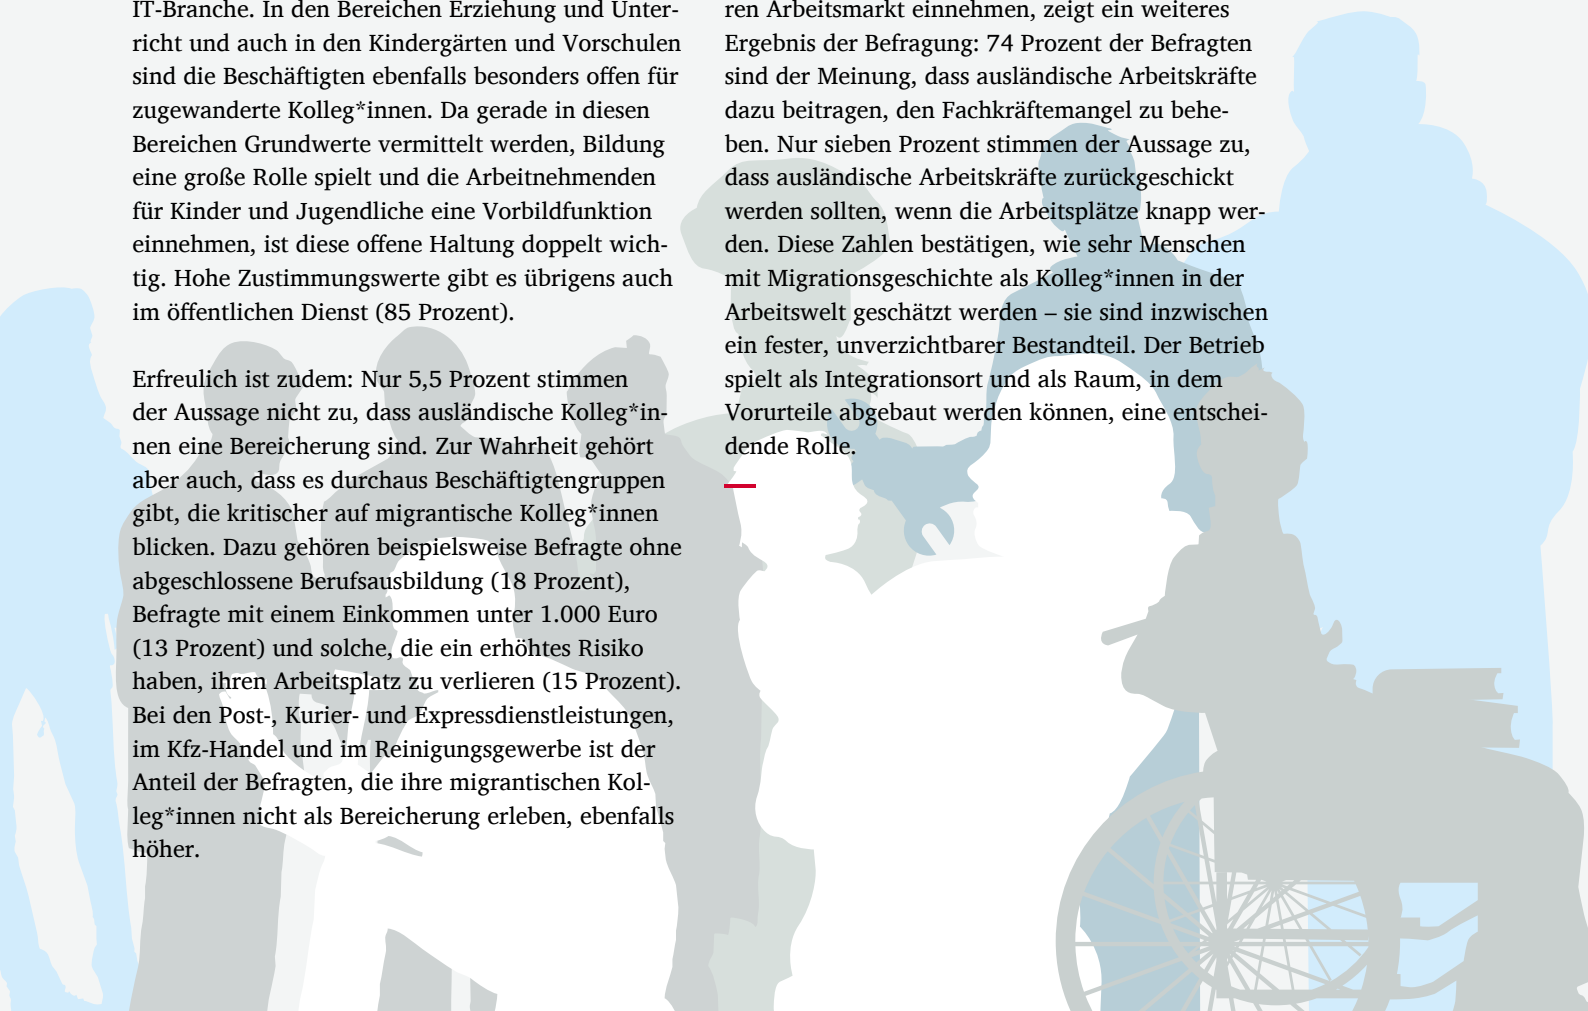 IT-Branche. In den Bereichen Erziehung und Unter-
richt und auch in den Kindergärten und Vorschulen
sind die Beschäftigten ebenfalls besonders offen für
zugewanderte Kolleg*innen. Da gerade in diesen
Bereichen Grundwerte vermittelt werden, Bildung
eine große Rolle spielt und die Arbeitnehmenden
für Kinder und Jugendliche eine Vorbildfunktion
einnehmen, ist diese offene Haltung doppelt wich-
tig. Hohe Zustimmungswerte gibt es übrigens auch
im öffentlichen Dienst (85 Prozent).
Erfreulich ist zudem: Nur 5,5 Prozent stimmen
der Aussage nicht zu, dass ausländische Kolleg*in-
nen eine Bereicherung sind. Zur Wahrheit gehört
aber auch, dass es durchaus Beschäftigtengruppen
gibt, die kritischer auf migrantische Kolleg*innen
blicken. Dazu gehören beispielsweise Befragte ohne
abgeschlossene Berufsausbildung (18 Prozent),
Befragte mit einem Einkommen unter 1.000 Euro
(13 Prozent) und solche, die ein erhöhtes Risiko
haben, ihren Arbeitsplatz zu verlieren (15 Prozent).
Bei den Post-, Kurier- und Expressdienstleistungen,
im Kfz-Handel und im Reinigungsgewerbe ist der
Anteil der Befragten, die ihre migrantischen Kol-
leg*innen nicht als Bereicherung erleben, ebenfalls
höher.
ren Arbeitsmarkt einnehmen, zeigt ein weiteres
Ergebnis der Befragung: 74 Prozent der Befragten
sind der Meinung, dass ausländische Arbeitskräfte
dazu beitragen, den Fachkräftemangel zu behe-
ben. Nur sieben Prozent stimmen der Aussage zu,
dass ausländische Arbeitskräfte zurückgeschickt
werden sollten, wenn die Arbeitsplätze knapp wer-
den. Diese Zahlen bestätigen, wie sehr Menschen
mit Migrationsgeschichte als Kolleg*innen in der
Arbeitswelt geschätzt werden – sie sind inzwischen
ein fester, unverzichtbarer Bestandteil. Der Betrieb
spielt als Integrationsort und als Raum, in dem
Vorurteile abgebaut werden können, eine entschei-
dende Rolle.